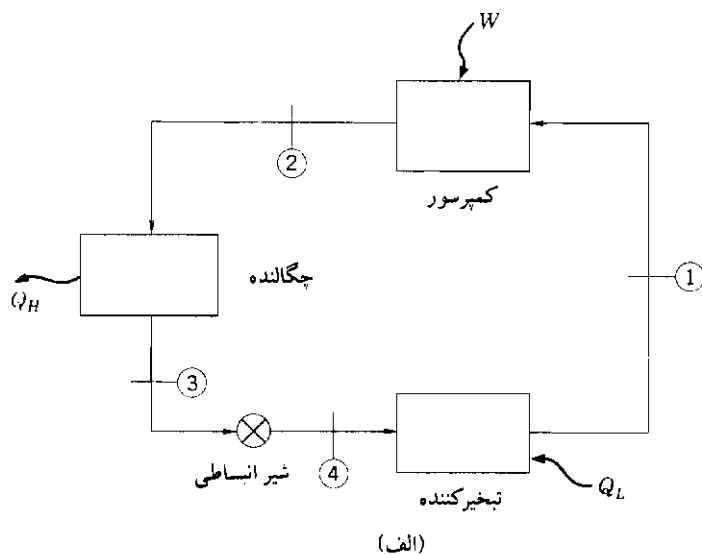 W
2
کمپرسور
چگالنده
1
Q_H
3
شیر انبساطی
4
تبخیرکننده
Q_L
(الف)